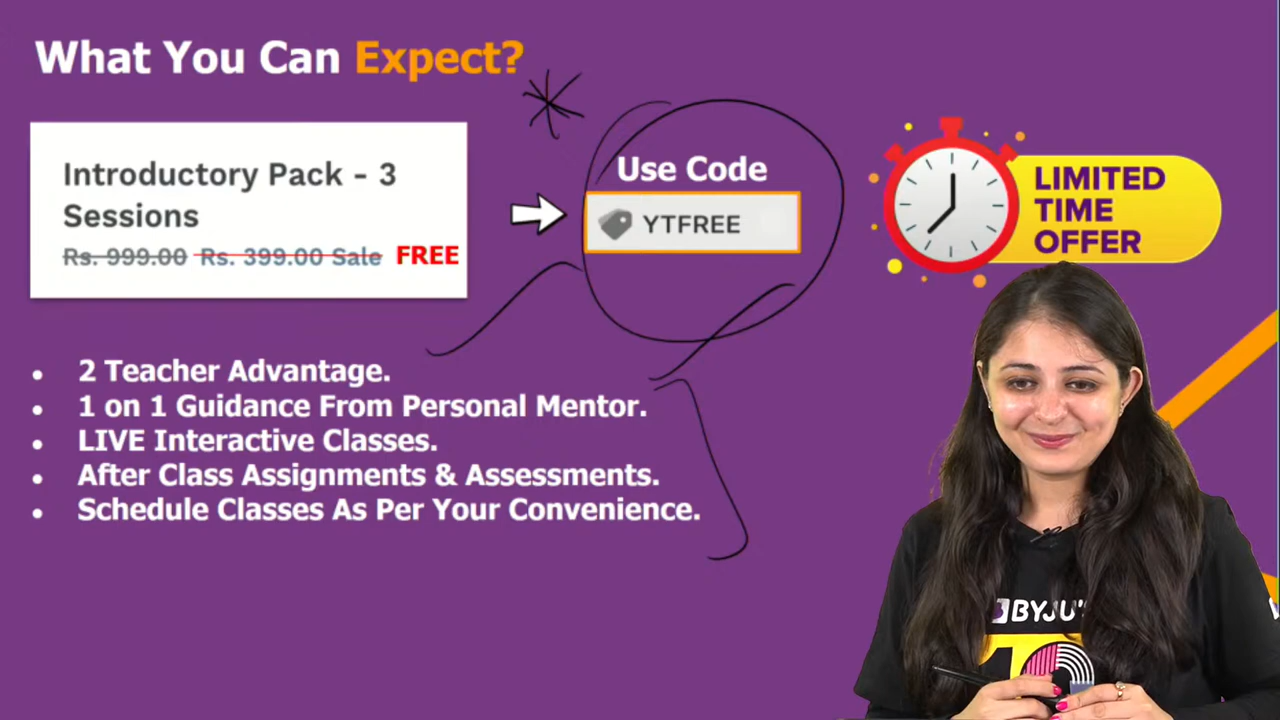 What You Can Expect?
Introductory Pack - 3
Sessions
Rs. 999.00 Rs. 399.00 Sale FREE
Use Code
YTFREE
LIMITED
TIME
OFFER
• 2 Teacher Advantage.
• 1 on 1 Guidance From Personal Mentor.
• LIVE Interactive Classes.
• After Class Assignments & Assessments.
• Schedule Classes As Per Your Convenience.
BYJU'S